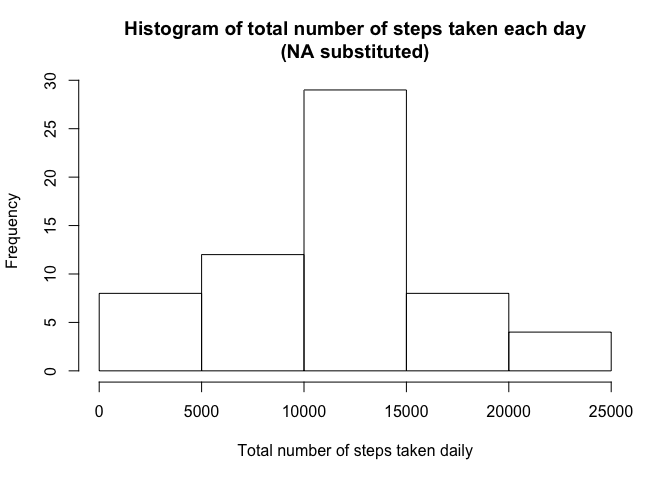 Histogram of total number of steps taken each day
(NA substituted)
30
25
20
15
10
5
0
Frequency
0 5000 10000 15000 20000 25000
Total number of steps taken daily